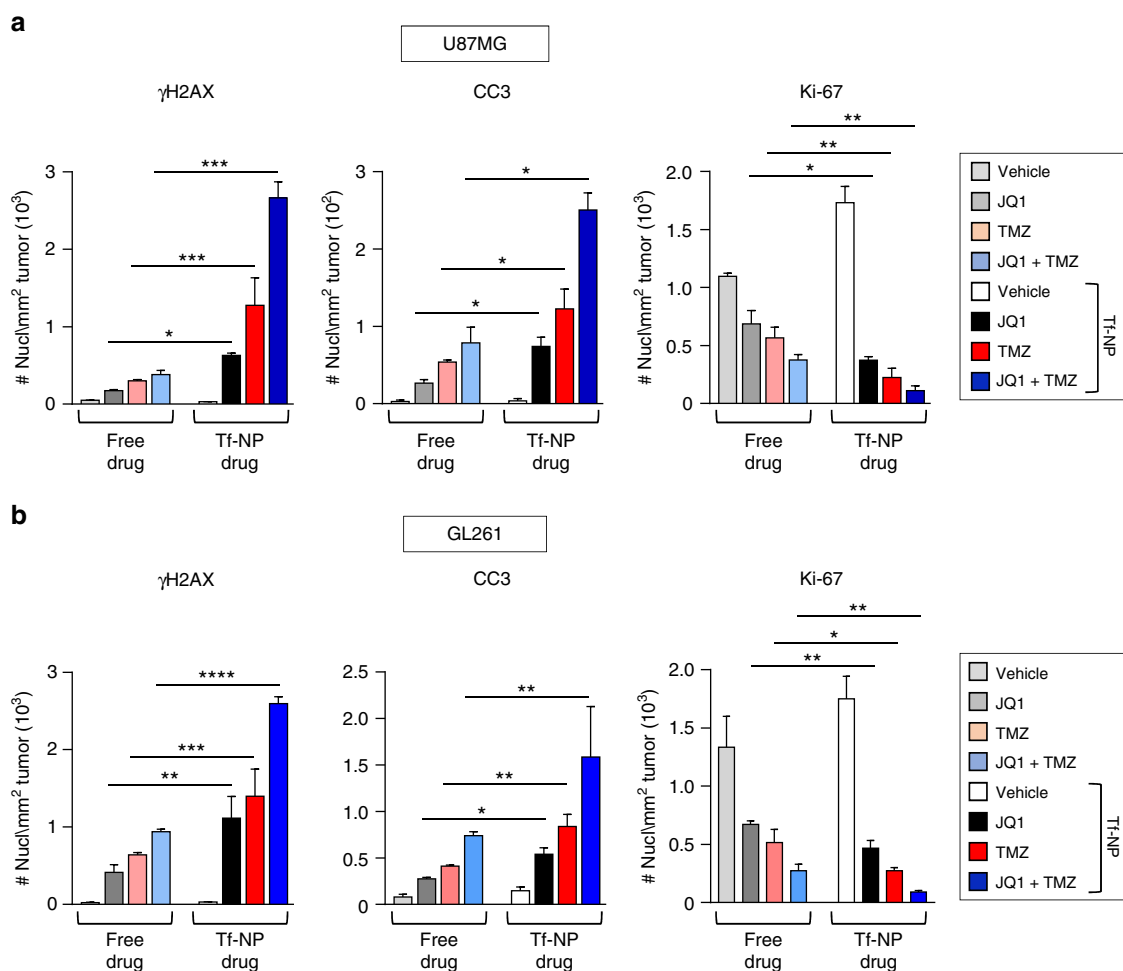 a
U87MG
γH2AX
CC3
Ki-67
# Nucl\mm² tumor (10³)
3
2
1
0
***
***
*
Free
drug
Tf-NP
drug
# Nucl\mm² tumor (10²)
3
2
1
0
*
*
*
Free
drug
Tf-NP
drug
# Nucl\mm² tumor (10³)
2.0
1.5
1.0
0.5
0
**
**
*
Free
drug
Tf-NP
drug
Vehicle
JQ1
TMZ
JQ1 + TMZ
Vehicle
JQ1
TMZ
JQ1 + TMZ
Tf-NP
b
GL261
γH2AX
CC3
Ki-67
# Nucl\mm² tumor (10³)
3
2
1
0
****
***
**
Free
drug
Tf-NP
drug
# Nucl\mm² tumor (10³)
2.5
2.0
1.5
1.0
0.5
0
**
**
*
Free
drug
Tf-NP
drug
# Nucl\mm² tumor (10³)
2.0
1.5
1.0
0.5
0
**
*
**
Free
drug
Tf-NP
drug
Vehicle
JQ1
TMZ
JQ1 + TMZ
Vehicle
JQ1
TMZ
JQ1 + TMZ
Tf-NP